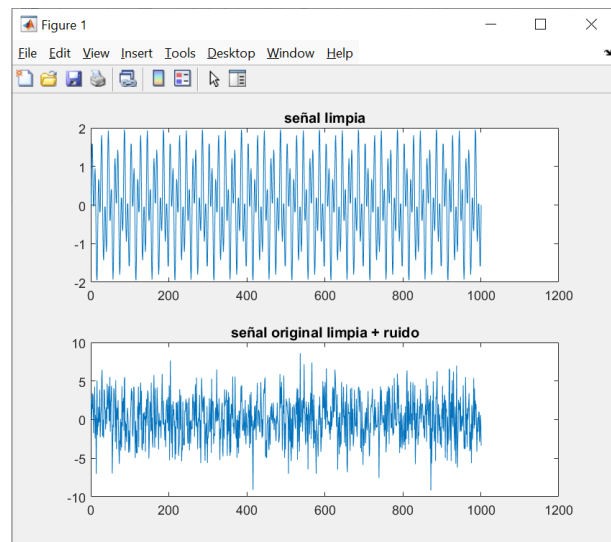 Figure 1
File Edit View Insert Tools Desktop Window Help
señal limpia
2
1
0
-1
-2
0 200 400 600 800 1000 1200
señal original limpia + ruido
10
5
0
-5
-10
0 200 400 600 800 1000 1200